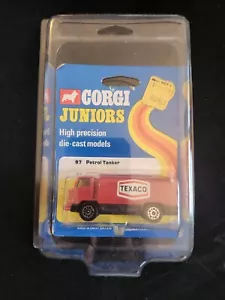 CORGI
JUNIORS
High precision
die-cast models
97 Petrol Tanker
TEXACO